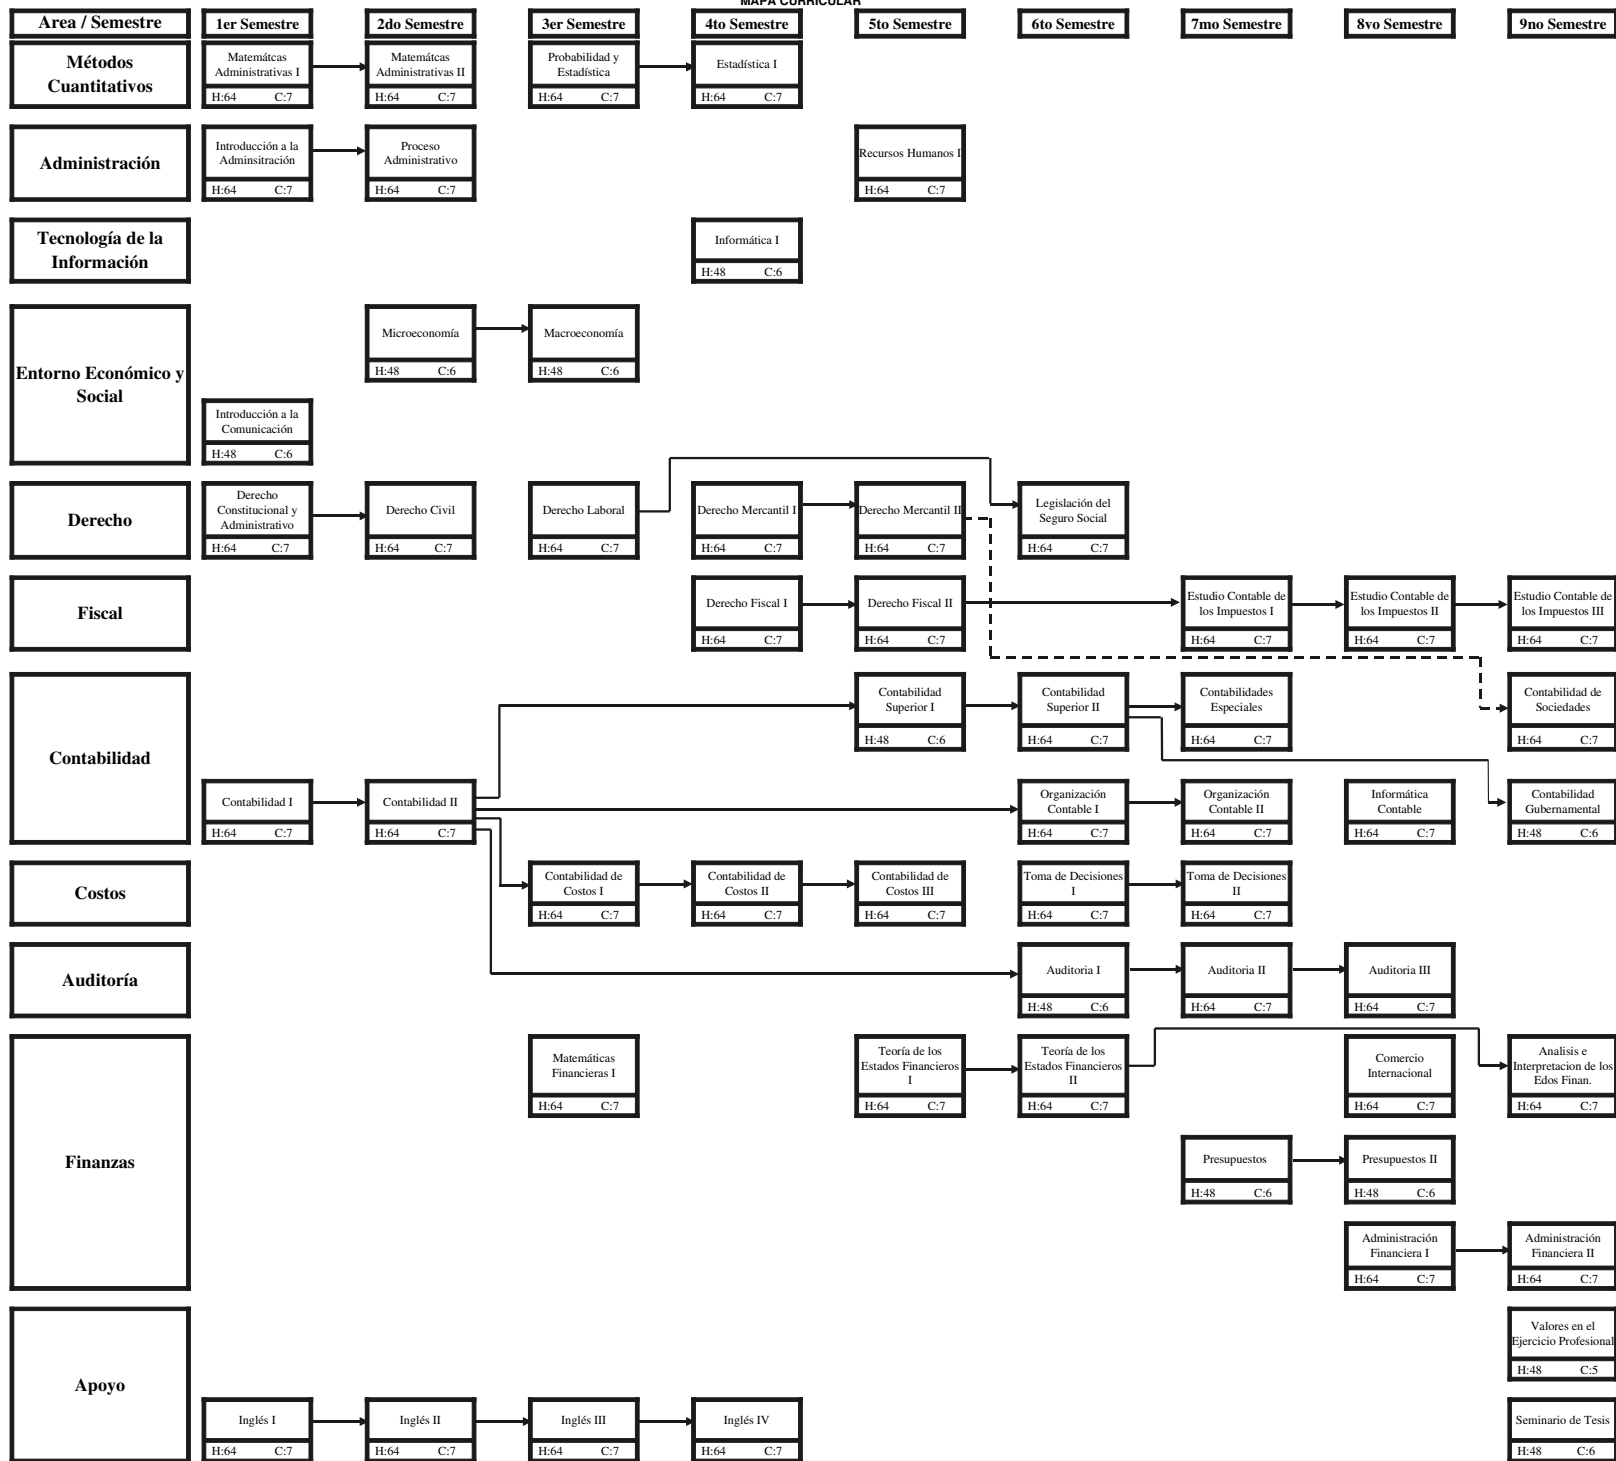 MAPA CURRICULAR
Area / Semestre
1er Semestre
2do Semestre
3er Semestre
4to Semestre
5to Semestre
6to Semestre
7mo Semestre
8vo Semestre
9no Semestre
Métodos
Cuantitativos
Matemátcas
Administrativas I
H:64 C:7
Matemátcas
Administrativas II
H:64 C:7
Probabilidad y
Estadística
H:64 C:7
Estadística I
H:64 C:7
Administración
Introducción a la
Adminsitración
H:64 C:7
Proceso
Administrativo
H:64 C:7
Recursos Humanos I
H:64 C:7
Tecnología de la
Información
Informática I
H:48 C:6
Entorno Económico y
Social
Microeconomía
H:48 C:6
Macroeconomía
H:48 C:6
Introducción a la
Comunicación
H:48 C:6
Derecho
Derecho
Constitucional y
Administrativo
H:64 C:7
Derecho Civil
H:64 C:7
Derecho Laboral
H:64 C:7
Derecho Mercantil I
H:64 C:7
Derecho Mercantil II
H:64 C:7
Legislación del
Seguro Social
H:64 C:7
Fiscal
Derecho Fiscal I
H:64 C:7
Derecho Fiscal II
H:64 C:7
Estudio Contable de
los Impuestos I
H:64 C:7
Estudio Contable de
los Impuestos II
H:64 C:7
Estudio Contable de
los Impuestos III
H:64 C:7
Contabilidad
Contabilidad
Superior I
H:48 C:6
Contabilidad
Superior II
H:64 C:7
Contabilidades
Especiales
H:64 C:7
Contabilidad de
Sociedades
H:64 C:7
Contabilidad I
H:64 C:7
Contabilidad II
H:64 C:7
Organización
Contable I
H:64 C:7
Organización
Contable II
H:64 C:7
Informática
Contable
H:64 C:7
Contabilidad
Gubernamental
H:48 C:6
Costos
Contabilidad de
Costos I
H:64 C:7
Contabilidad de
Costos II
H:64 C:7
Contabilidad de
Costos III
H:64 C:7
Toma de Decisiones
I
H:64 C:7
Toma de Decisiones
II
H:64 C:7
Auditoría
Auditoria I
H:48 C:6
Auditoria II
H:64 C:7
Auditoria III
H:64 C:7
Finanzas
Matemáticas
Financieras I
H:64 C:7
Teoría de los
Estados Financieros
I
H:64 C:7
Teoría de los
Estados Financieros
II
H:64 C:7
Comercio
Internacional
H:64 C:7
Analisis e
Interpretacion de los
Edos Finan.
H:64 C:7
Presupuestos
H:48 C:6
Presupuestos II
H:48 C:6
Administración
Financiera I
H:64 C:7
Administración
Financiera II
H:64 C:7
Apoyo
Valores en el
Ejercicio Profesional
H:48 C:5
Inglés I
H:64 C:7
Inglés II
H:64 C:7
Inglés III
H:64 C:7
Inglés IV
H:64 C:7
Seminario de Tesis
H:48 C:6